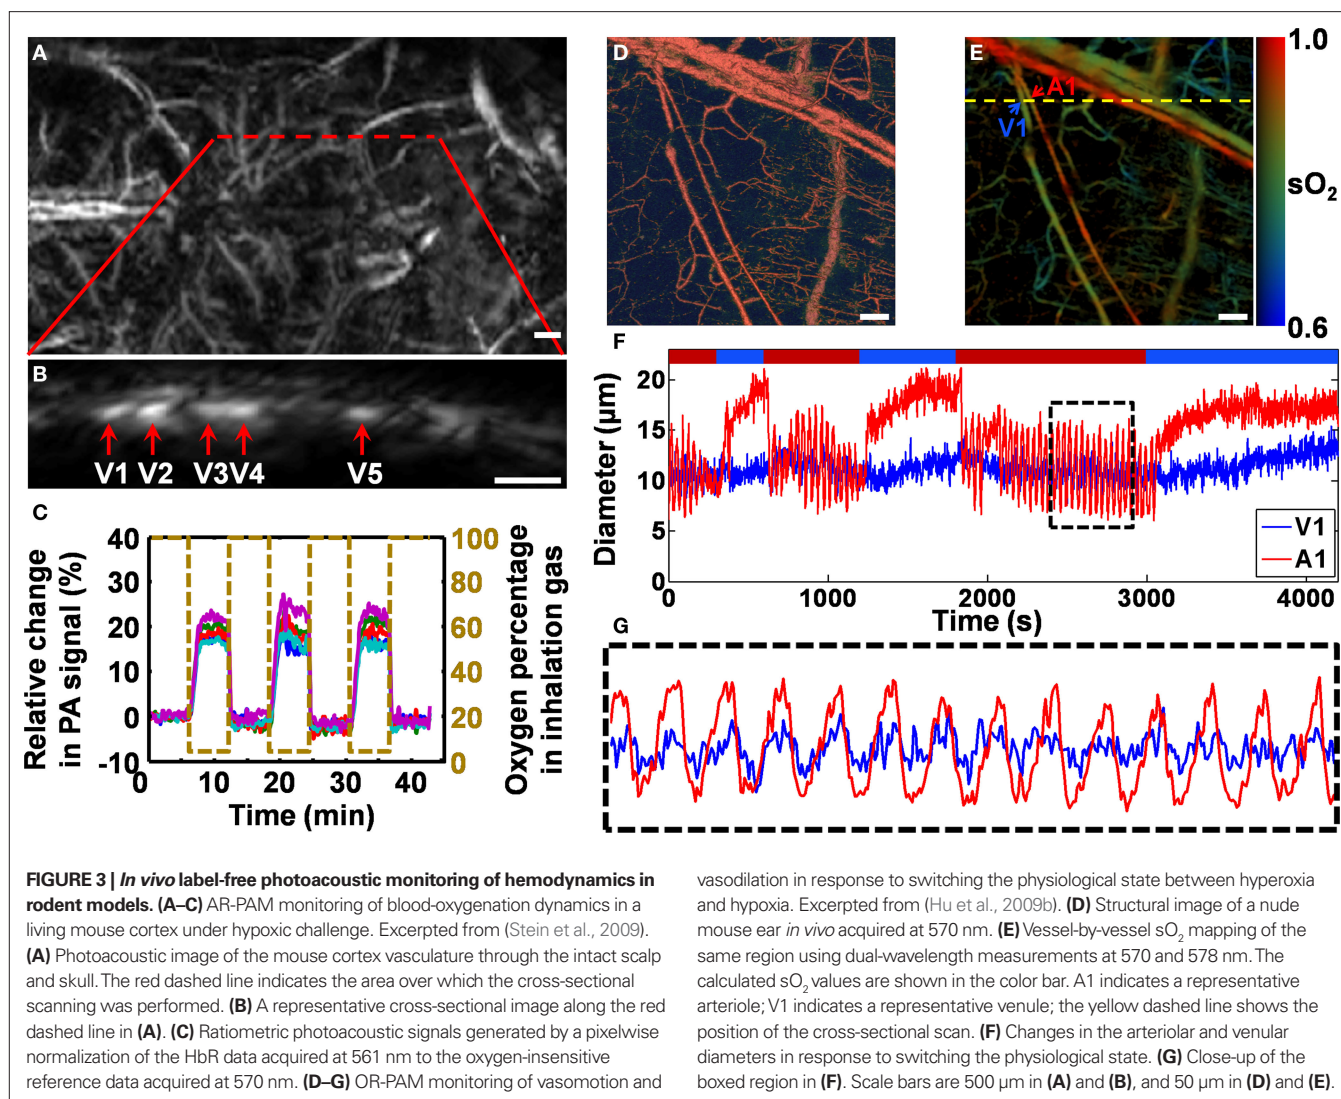 A
B
V1 V2 V3 V4 V5
C
Relative change
in PA signal (%)
40
30
20
10
0
-10
100
80
60
40
20
0
Oxygen percentage
in inhalation gas
0 10 20 30 40
Time (min)
D
E
A1
V1
1.0
sO2
0.6
F
Diameter (µm)
20
15
10
5
0
V1
A1
0 1000 2000 3000 4000
Time (s)
G
FIGURE 3 | In vivo label-free photoacoustic monitoring of hemodynamics in
rodent models. (A–C) AR-PAM monitoring of blood-oxygenation dynamics in a
living mouse cortex under hypoxic challenge. Excerpted from (Stein et al., 2009).
(A) Photoacoustic image of the mouse cortex vasculature through the intact scalp
and skull. The red dashed line indicates the area over which the cross-sectional
scanning was performed. (B) A representative cross-sectional image along the red
dashed line in (A). (C) Ratiometric photoacoustic signals generated by a pixelwise
normalization of the HbR data acquired at 561 nm to the oxygen-insensitive
reference data acquired at 570 nm. (D–G) OR-PAM monitoring of vasomotion and
vasodilation in response to switching the physiological state between hyperoxia
and hypoxia. Excerpted from (Hu et al., 2009b). (D) Structural image of a nude
mouse ear in vivo acquired at 570 nm. (E) Vessel-by-vessel sO2 mapping of the
same region using dual-wavelength measurements at 570 and 578 nm. The
calculated sO2 values are shown in the color bar. A1 indicates a representative
arteriole; V1 indicates a representative venule; the yellow dashed line shows the
position of the cross-sectional scan. (F) Changes in the arteriolar and venular
diameters in response to switching the physiological state. (G) Close-up of the
boxed region in (F). Scale bars are 500 µm in (A) and (B), and 50 µm in (D) and (E).